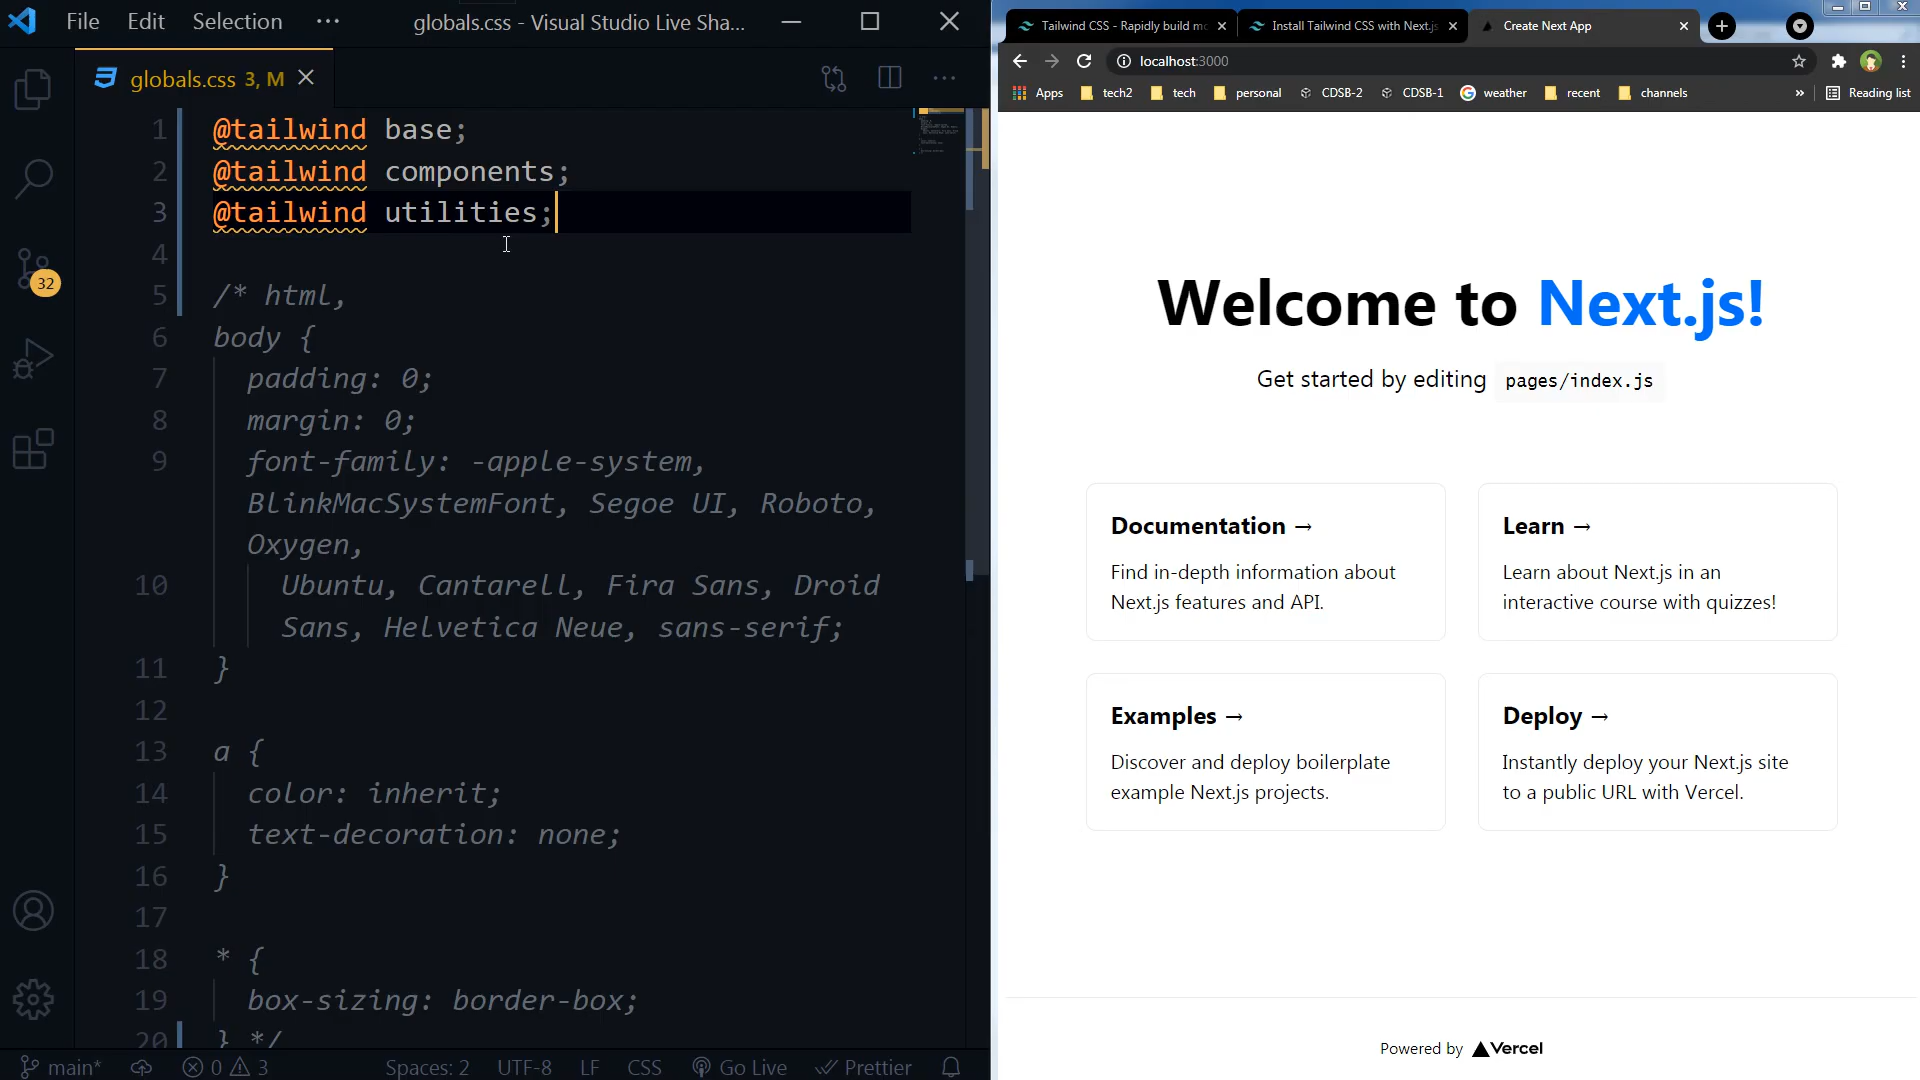 File Edit Selection ··· globals.css - Visual Studio Live Sha...
globals.css 3, M
1 @tailwind base;
2 @tailwind components;
3 @tailwind utilities;
4
5 /* html,
6 body {
7 padding: 0;
8 margin: 0;
9 font-family: -apple-system,
BlinkMacSystemFont, Segoe UI, Roboto,
Oxygen,
10 Ubuntu, Cantarell, Fira Sans, Droid
Sans, Helvetica Neue, sans-serif;
11 }
12
13 a {
14 color: inherit;
15 text-decoration: none;
16 }
17
18 * {
19 box-sizing: border-box;
20 } */
32
main* 0 3 Spaces: 2 UTF-8 LF CSS Go Live Prettier
Tailwind CSS - Rapidly build mo Install Tailwind CSS with Next.js Create Next App
localhost:3000
Apps tech2 tech personal CDSB-2 CDSB-1 weather recent channels » Reading list
Welcome to Next.js!
Get started by editing pages/index.js
Documentation →
Find in-depth information about
Next.js features and API.
Learn →
Learn about Next.js in an
interactive course with quizzes!
Examples →
Discover and deploy boilerplate
example Next.js projects.
Deploy →
Instantly deploy your Next.js site
to a public URL with Vercel.
Powered by Vercel